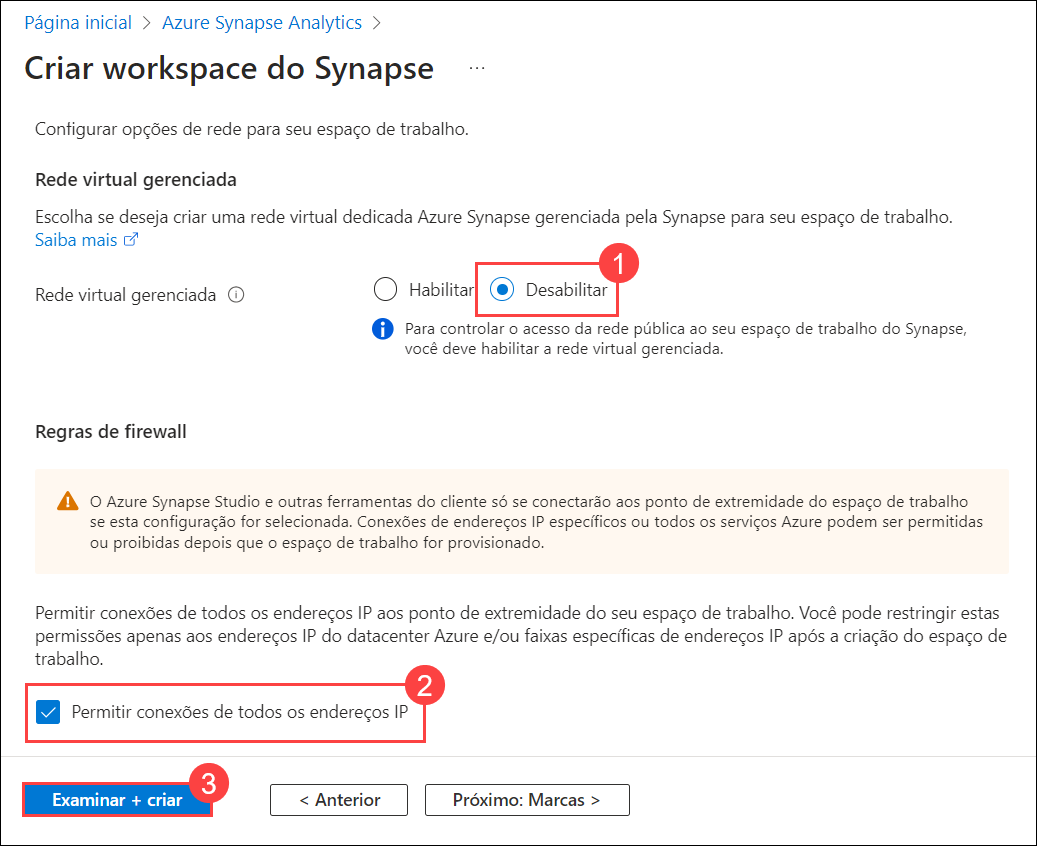 Página inicial > Azure Synapse Analytics >
Criar workspace do Synapse ...
Configurar opções de rede para seu espaço de trabalho.
Rede virtual gerenciada
Escolha se deseja criar uma rede virtual dedicada Azure Synapse gerenciada pela Synapse para seu espaço de trabalho.
Saiba mais
1
Rede virtual gerenciada Habilitar Desabilitar
Para controlar o acesso da rede pública ao seu espaço de trabalho do Synapse,
você deve habilitar a rede virtual gerenciada.
Regras de firewall
O Azure Synapse Studio e outras ferramentas do cliente só se conectarão aos ponto de extremidade do espaço de trabalho
se esta configuração for selecionada. Conexões de endereços IP específicos ou todos os serviços Azure podem ser permitidas
ou proibidas depois que o espaço de trabalho for provisionado.
Permitir conexões de todos os endereços IP aos ponto de extremidade do seu espaço de trabalho. Você pode restringir estas
permissões apenas aos endereços IP do datacenter Azure e/ou faixas específicas de endereços IP após a criação do espaço de
trabalho.
2
Permitir conexões de todos os endereços IP
3
Examinar + criar < Anterior Próximo: Marcas >